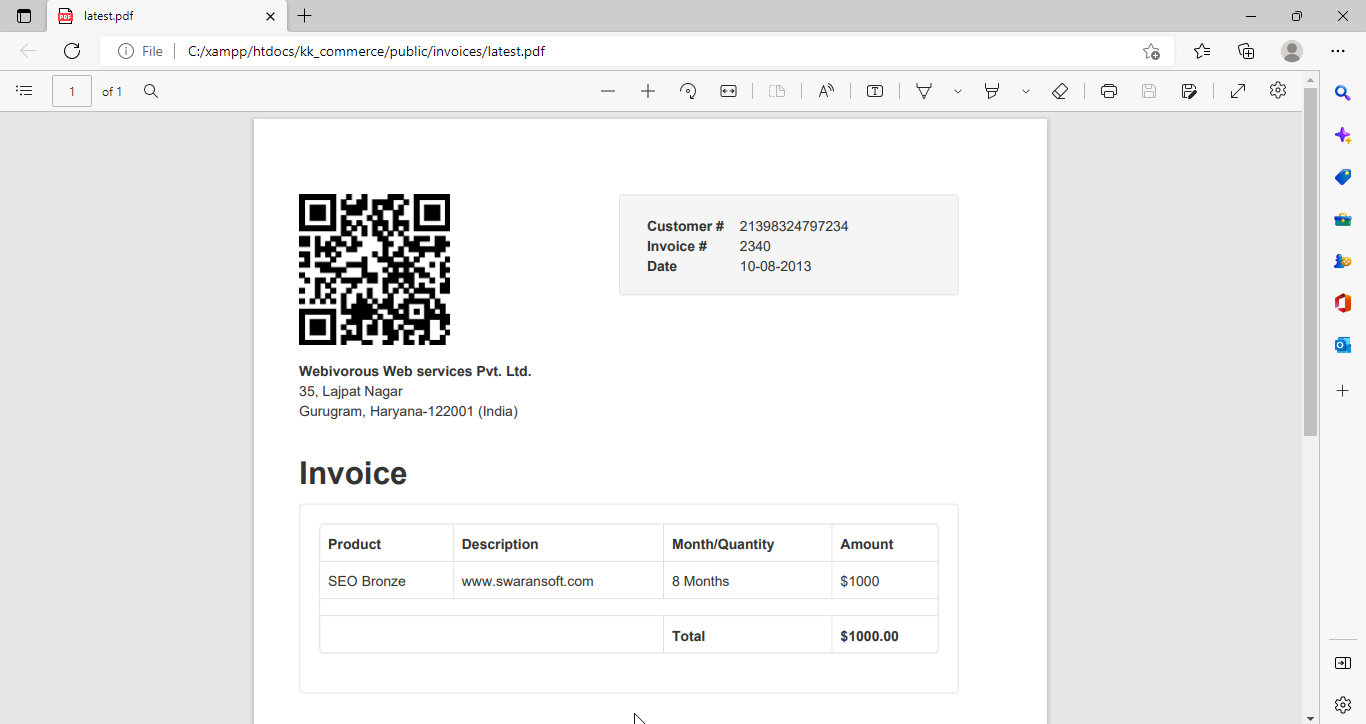 latest.pdf
File C:/xampp/htdocs/kk_commerce/public/invoices/latest.pdf
1 of 1
Customer # 21398324797234
Invoice # 2340
Date 10-08-2013
Webivorous Web services Pvt. Ltd.
35, Lajpat Nagar
Gurugram, Haryana-122001 (India)
Invoice
Product Description Month/Quantity Amount
SEO Bronze www.swaransoft.com 8 Months $1000
Total $1000.00